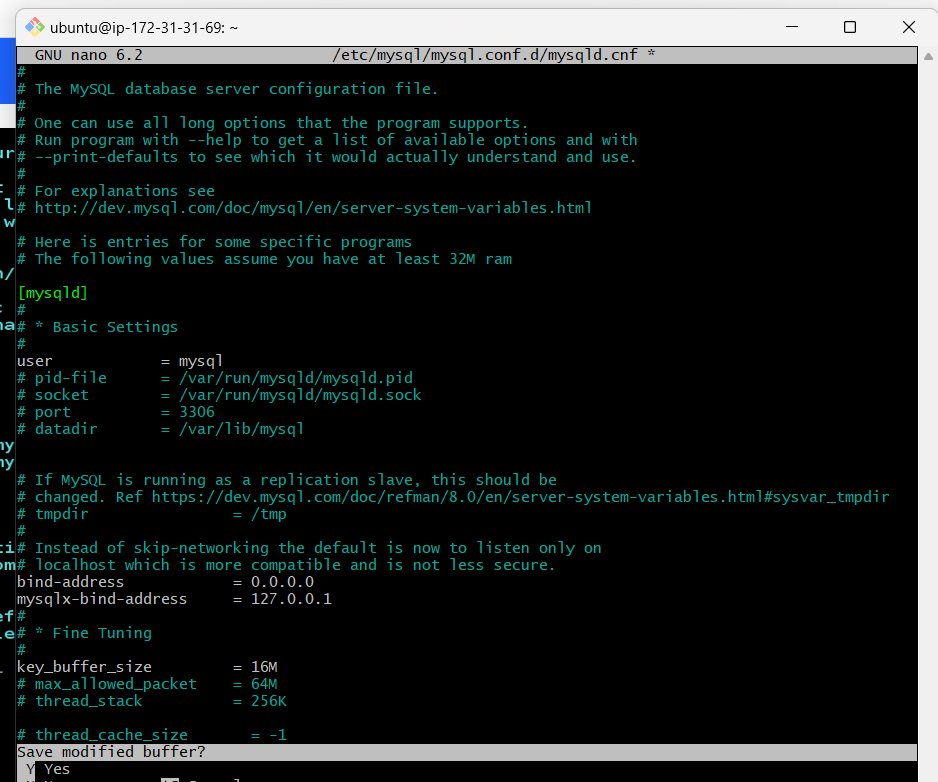 ubuntu@ip-172-31-31-69: ~
GNU nano 6.2 /etc/mysql/mysql.conf.d/mysqld.cnf *
#
# The MySQL database server configuration file.
#
# One can use all long options that the program supports.
# Run program with --help to get a list of available options and with
# --print-defaults to see which it would actually understand and use.
#
# For explanations see
# http://dev.mysql.com/doc/mysql/en/server-system-variables.html
# Here is entries for some specific programs
# The following values assume you have at least 32M ram
[mysqld]
#
# * Basic Settings
#
user = mysql
# pid-file = /var/run/mysqld/mysqld.pid
# socket = /var/run/mysqld/mysqld.sock
# port = 3306
# datadir = /var/lib/mysql
# If MySQL is running as a replication slave, this should be
# changed. Ref https://dev.mysql.com/doc/refman/8.0/en/server-system-variables.html#sysvar_tmpdir
# tmpdir = /tmp
#
# Instead of skip-networking the default is now to listen only on
# localhost which is more compatible and is not less secure.
bind-address = 0.0.0.0
mysqlx-bind-address = 127.0.0.1
#
# * Fine Tuning
#
key_buffer_size = 16M
# max_allowed_packet = 64M
# thread_stack = 256K
# thread_cache_size = -1
Save modified buffer?
Y Yes